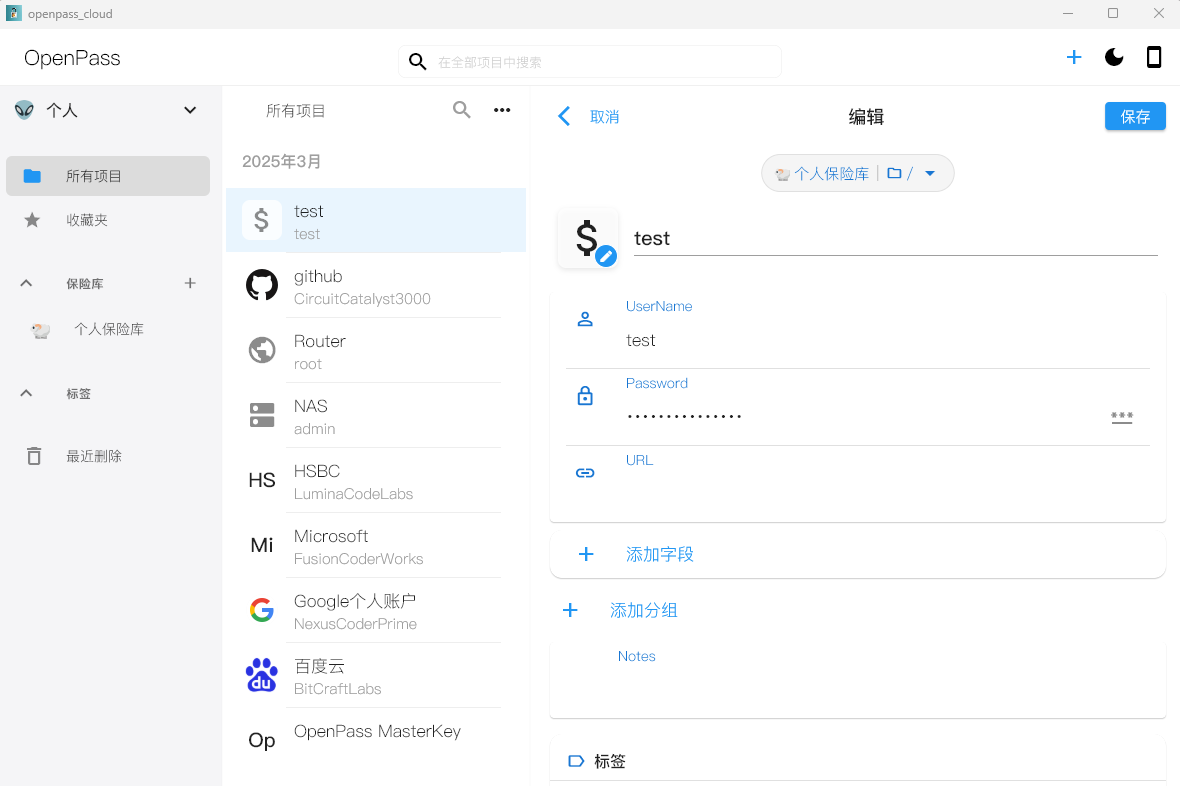 openpass_cloud
OpenPass
在全部项目中搜索
个人
所有项目
收藏夹
保险库
个人保险库
标签
最近删除
所有项目
2025年3月
test
test
github
CircuitCatalyst3000
Router
root
NAS
admin
HS
HSBC
LuminaCodeLabs
Mi
Microsoft
FusionCoderWorks
Google个人账户
NexusCoderPrime
du
百度云
BitCraftLabs
Op
OpenPass MasterKey
取消
编辑
保存
个人保险库 /
test
UserName
test
Password
•••••••••••••••
URL
添加字段
添加分组
Notes
标签